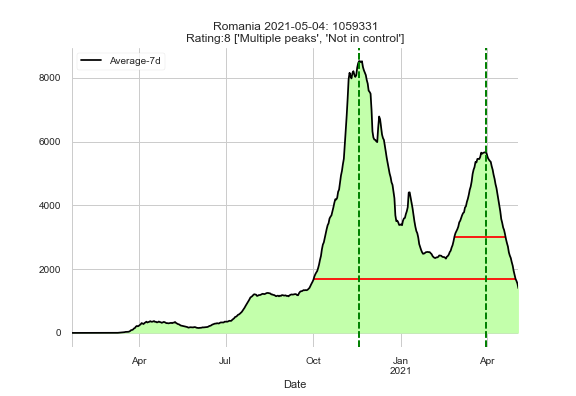 Romania 2021-05-04: 1059331
Rating:8 ['Multiple peaks', 'Not in control']
Average-7d
8000
6000
4000
2000
0
Apr
Jul
Oct
Jan
2021
Apr
Date